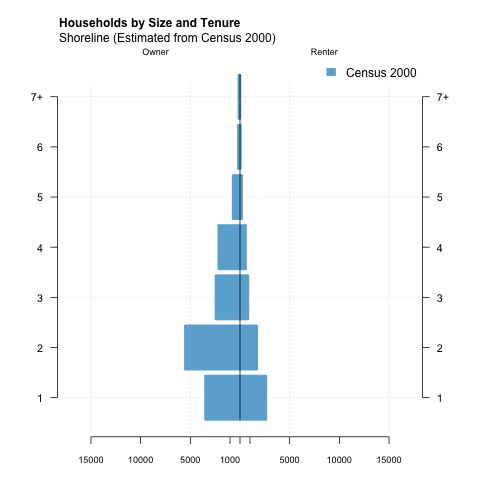 Households by Size and Tenure
Shoreline (Estimated from Census 2000)
Owner Renter
Census 2000
7+ 7+
6 6
5 5
4 4
3 3
2 2
1 1
15000 10000 5000 1000 5000 10000 15000